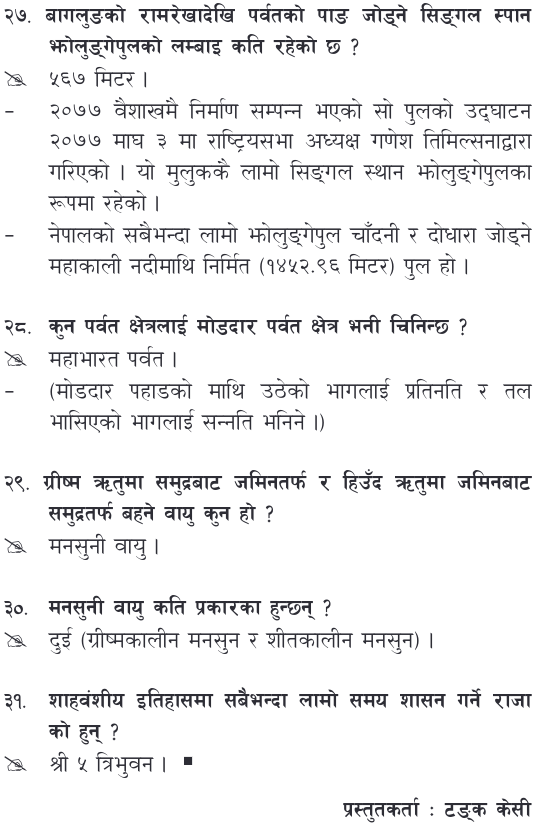 २७. बागलुङको रामरेखादेखि पर्वतको पाङ जोड्ने सिङ्गल स्पान
झोलुङ्गेपुलको लम्बाइ कति रहेको छ ?
५६७ मिटर ।
– २०७७ वैशाखमै निर्माण सम्पन्न भएको सो पुलको उद्घाटन
२०७७ माघ ३ मा राष्ट्रियसभा अध्यक्ष गणेश तिमिल्सनाद्वारा
गरिएको । यो मुलुककै लामो सिङ्गल स्थान झोलुङ्गेपुलका
रूपमा रहेको ।
– नेपालको सबैभन्दा लामो झोलुङ्गेपुल चाँदनी र दोधारा जोड्ने
महाकाली नदीमाथि निर्मित (१४५२.९६ मिटर) पुल हो ।
२८. कुन पर्वत क्षेत्रलाई मोडदार पर्वत क्षेत्र भनी चिनिन्छ ?
महाभारत पर्वत ।
– (मोडदार पहाडको माथि उठेको भागलाई प्रतिनति र तल
भासिएको भागलाई सन्नति भनिने ।)
२९. ग्रीष्म ऋतुमा समुद्रबाट जमिनतर्फ र हिउँद ऋतुमा जमिनबाट
समुद्रतर्फ बहने वायु कुन हो ?
मनसुनी वायु ।
३०. मनसुनी वायु कति प्रकारका हुन्छन् ?
दुई (ग्रीष्मकालीन मनसुन र शीतकालीन मनसुन) ।
३१. शाहवंशीय इतिहासमा सबैभन्दा लामो समय शासन गर्ने राजा
को हुन् ?
श्री ५ त्रिभुवन । ■
प्रस्तुतकर्ता : टङ्क केसी